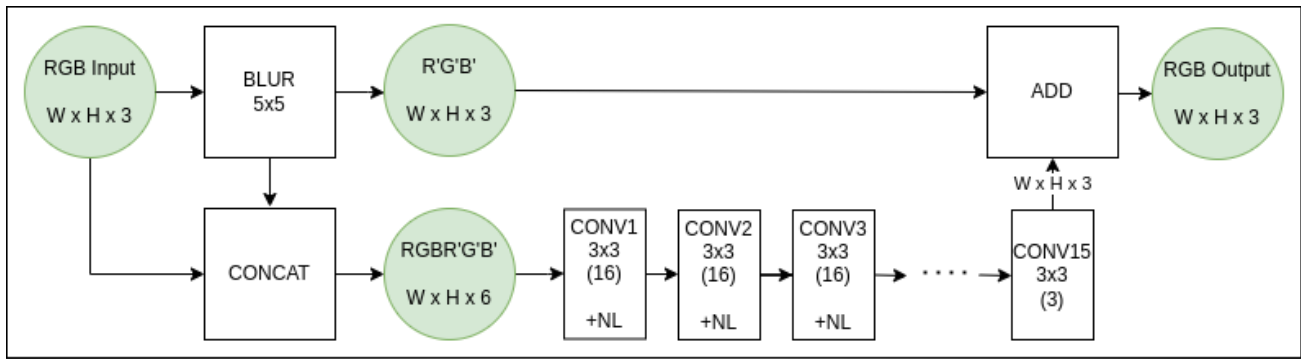 RGB Input
W x H x 3
BLUR
5x5
R'G'B'
W x H x 3
ADD
RGB Output
W x H x 3
W x H x 3
CONCAT
RGBR'G'B'
W x H x 6
CONV1
3x3
(16)
+NL
CONV2
3x3
(16)
+NL
CONV3
3x3
(16)
+NL
....
CONV15
3x3
(3)